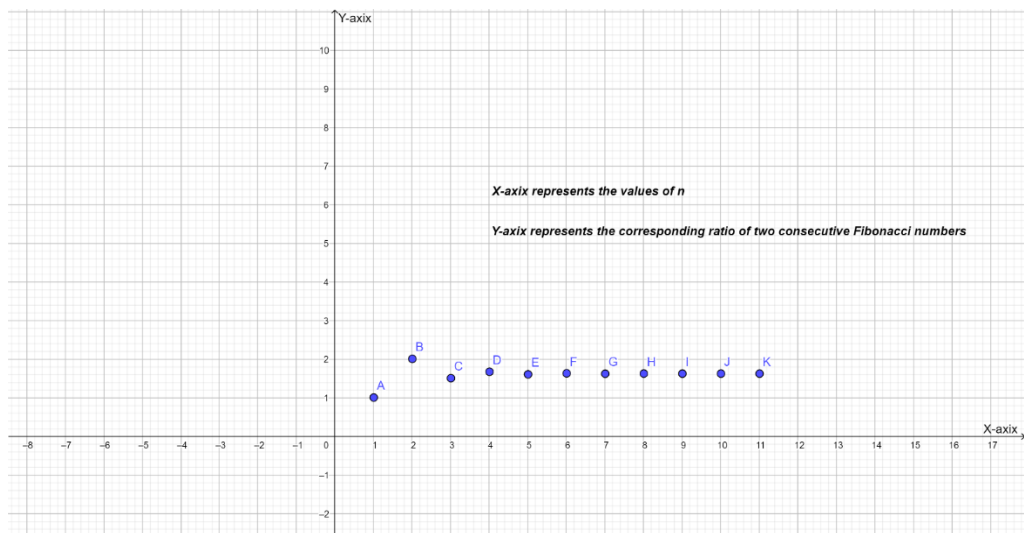 Y-axix
10
9
8
7
X-axix represents the values of n
6
Y-axix represents the corresponding ratio of two consecutive Fibonacci numbers
5
4
3
B
2
C D E F G H I J K
A
1
X-axix
–8 –7 –6 –5 –4 –3 –2 –1 0 1 2 3 4 5 6 7 8 9 10 11 12 13 14 15 16 17
–1
–2